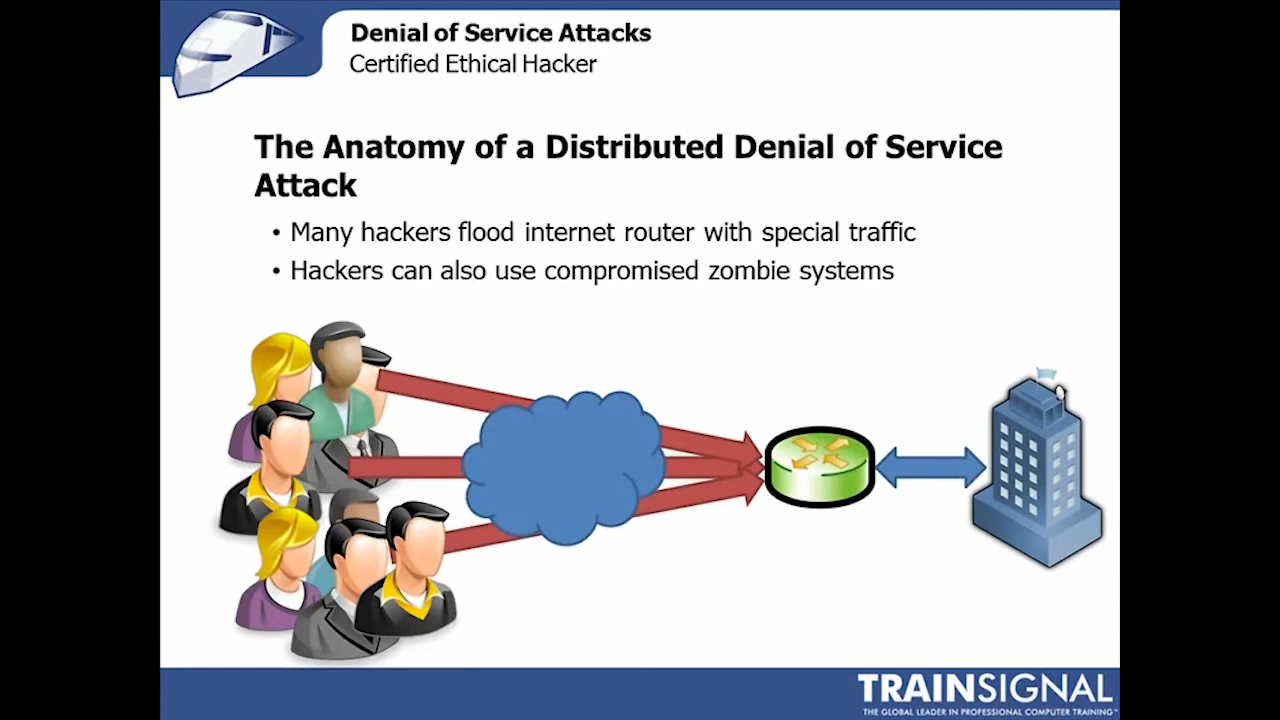 Denial of Service Attacks
Certified Ethical Hacker
The Anatomy of a Distributed Denial of Service
Attack
• Many hackers flood internet router with special traffic
• Hackers can also use compromised zombie systems
TRAINSIGNAL
THE GLOBAL LEADER IN PROFESSIONAL COMPUTER TRAINING™